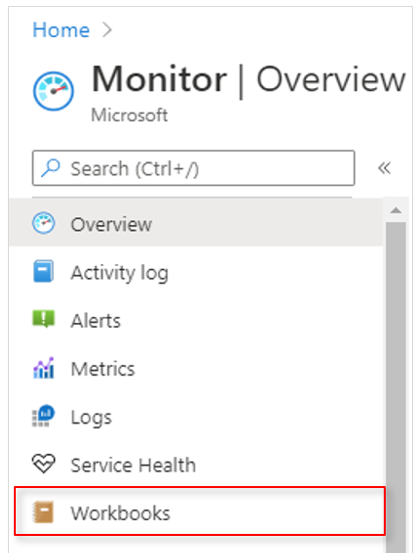 Home >
Monitor | Overview
Microsoft
Search (Ctrl+/) «
Overview
Activity log
Alerts
Metrics
Logs
Service Health
Workbooks